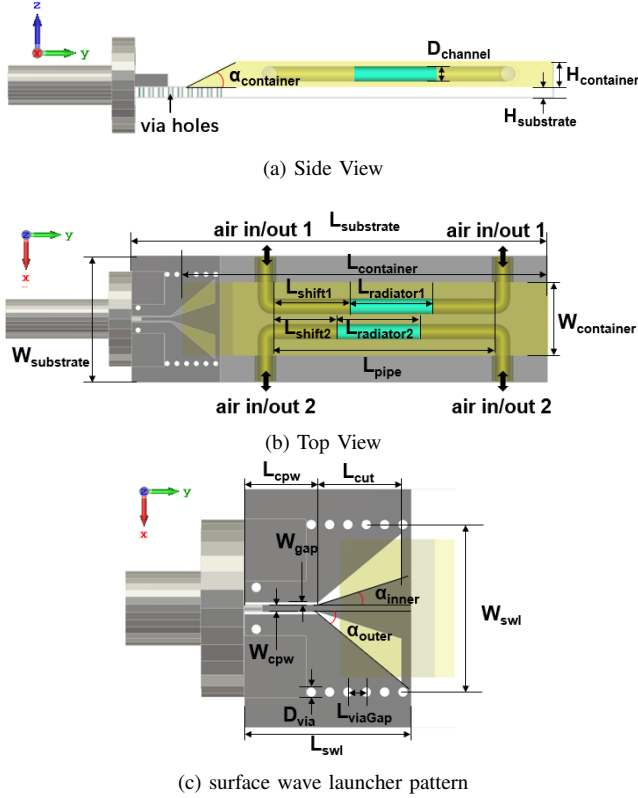 z
x
y
D_channel
α_container
H_container
via holes
H_substrate
(a) Side View
air in/out 1
L_substrate
air in/out 1
z
y
x
L_container
L_shift1
L_radiator1
W_container
W_substrate
L_shift2
L_radiator2
L_pipe
air in/out 2
air in/out 2
(b) Top View
L_cpw
L_cut
z
y
x
W_gap
α_inner
W_swl
α_outer
W_cpw
D_via
L_viaGap
L_swl
(c) surface wave launcher pattern